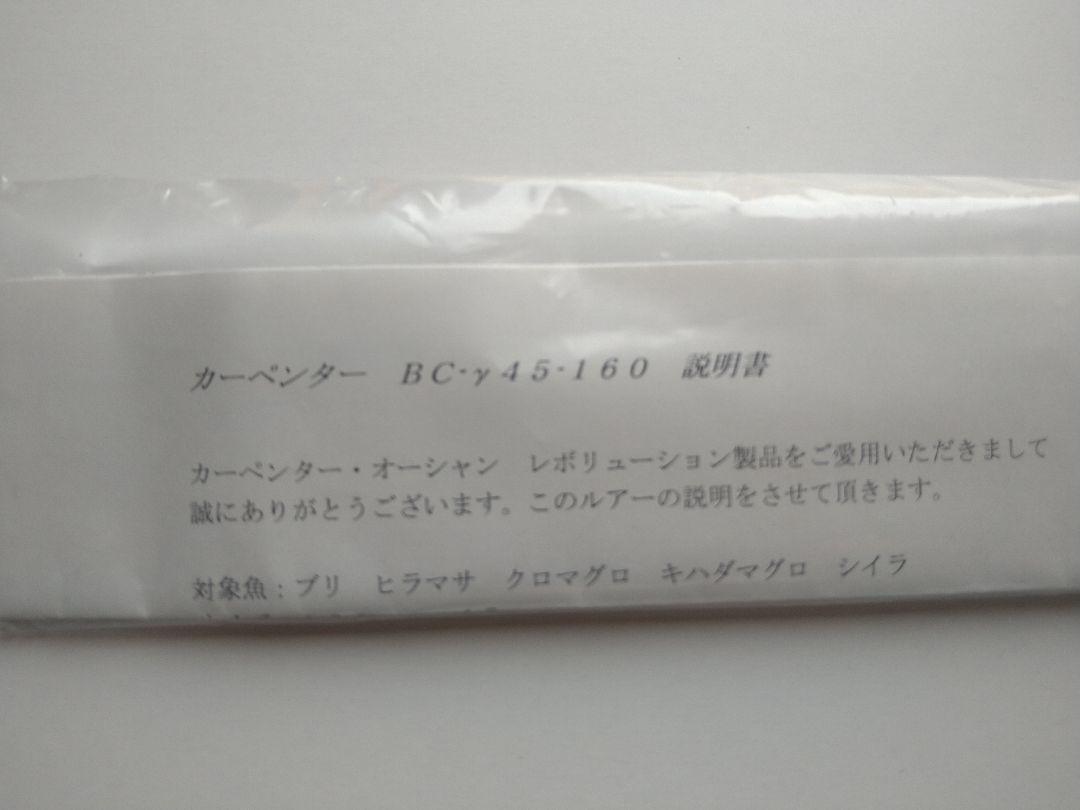 カーペンター　ＢＣ-γ４５-１６０　説明書
カーペンター・オーシャン　レボリューション製品をご愛用いただきまして
誠にありがとうございます。このルアーの説明をさせて頂きます。
対象魚：ブリ　ヒラマサ　クロマグロ　キハダマグロ　シイラ